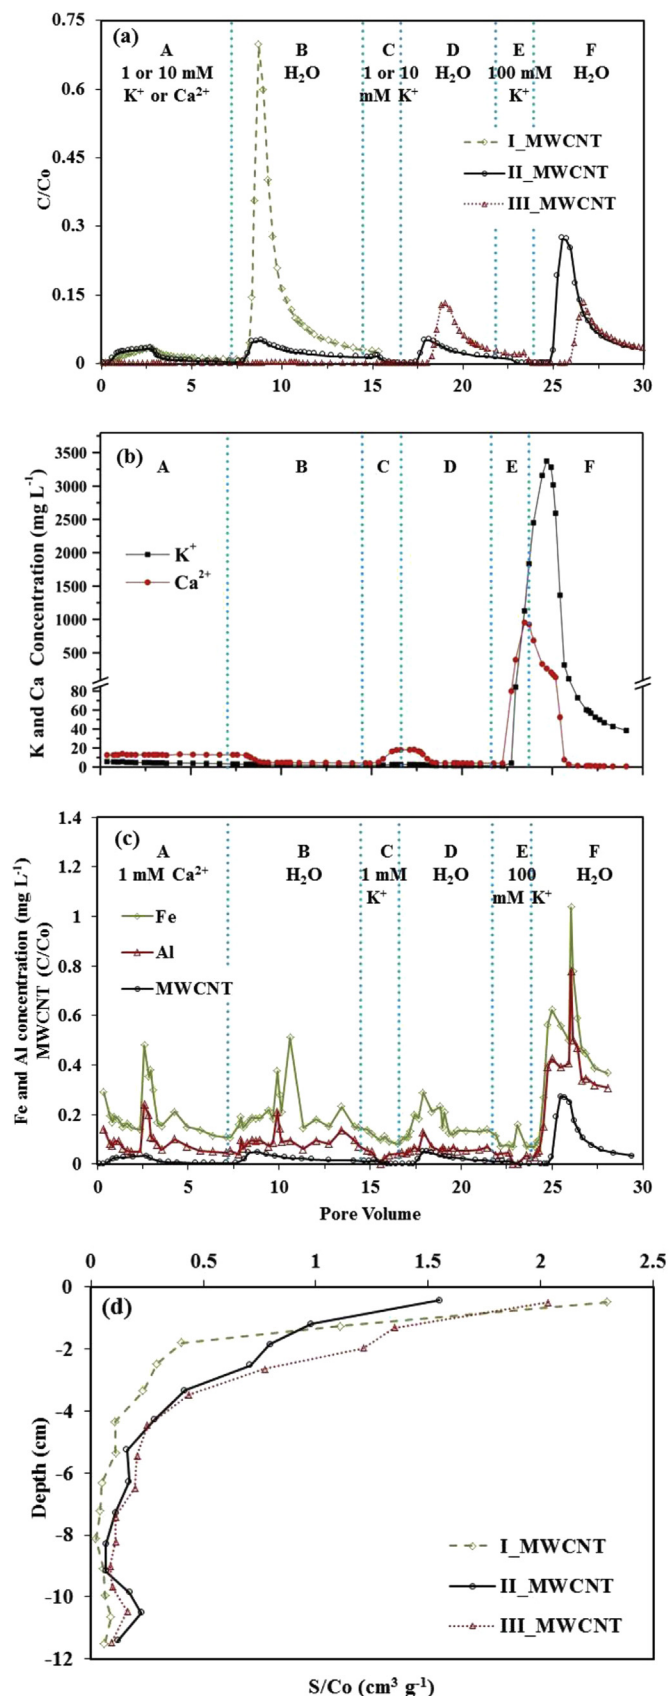 (a)
A B C D E F
1 or 10 mM H₂O 1 or 10 H₂O 100 mM H₂O
K⁺ or Ca²⁺ mM K⁺ K⁺
I_MWCNT
II_MWCNT
III_MWCNT
C/Co
0.75
0.6
0.45
0.3
0.15
0
0 5 10 15 20 25 30
(b)
A B C D E F
K⁺
Ca²⁺
K and Ca Concentration (mg L⁻¹)
3500
3000
2500
2000
1500
1000
500
80
60
40
20
0
0 5 10 15 20 25 30
(c)
A B C D E F
1 mM Ca²⁺ H₂O 1 mM H₂O 100 H₂O
K⁺ mM K⁺
Fe
Al
MWCNT
Fe and Al concentration (mg L⁻¹)
MWCNT (C/Co)
1.4
1.2
1
0.8
0.6
0.4
0.2
0
0 5 10 15 20 25 30
Pore Volume
0 0.5 1 1.5 2 2.5
(d)
Depth (cm)
0
-2
-4
-6
-8
-10
-12
I_MWCNT
II_MWCNT
III_MWCNT
S/Co (cm³ g⁻¹)